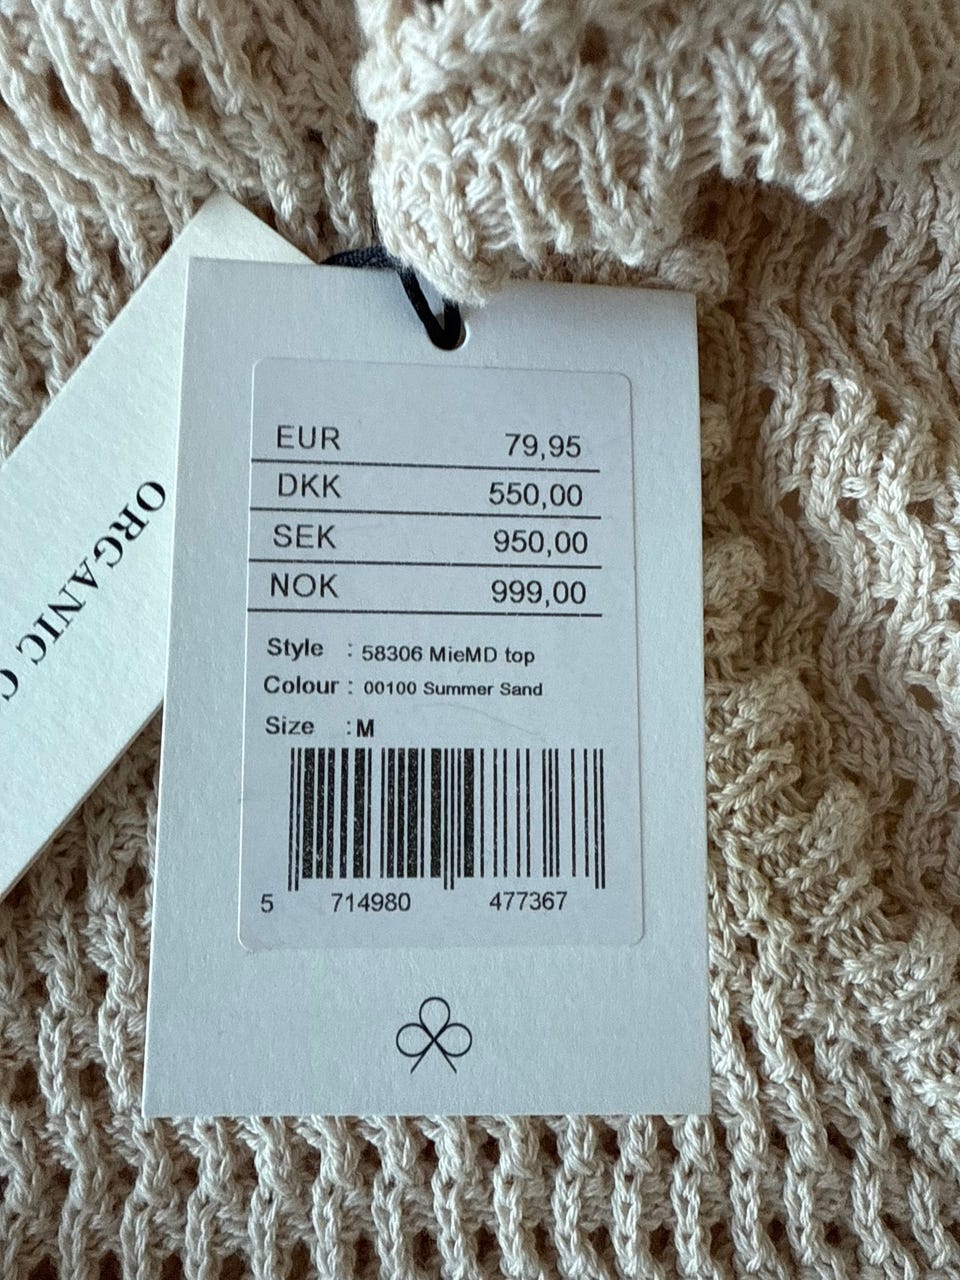 EUR 79,95
DKK 550,00
SEK 950,00
NOK 999,00
Style : 58306 MieMD top
Colour : 00100 Summer Sand
Size : M
5 714980 477367
ORGANIC C